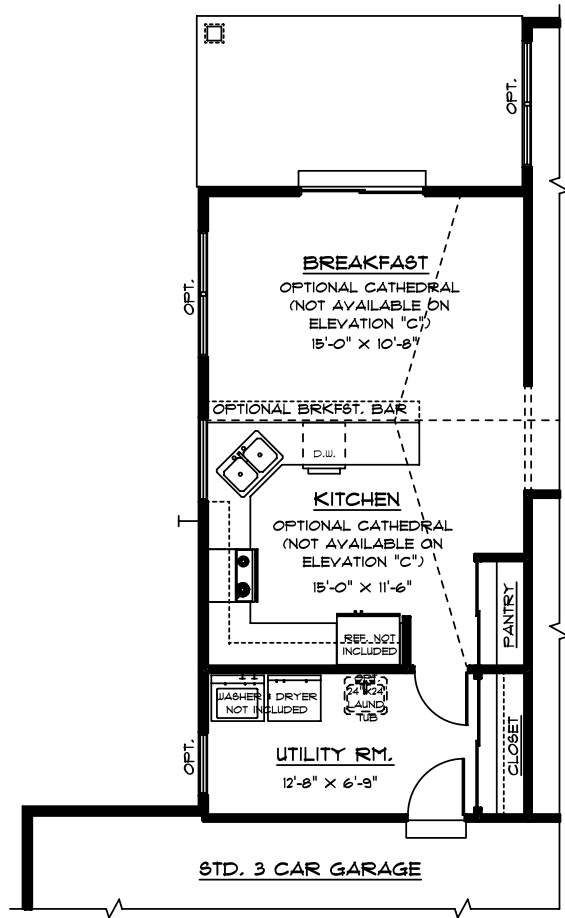 OPT.
BREAKFAST
OPTIONAL CATHEDRAL
(NOT AVAILABLE ON
ELEVATION "C")
15'-0" X 10'-8"
OPT.
OPTIONAL BRKFST. BAR
D.W.
KITCHEN
OPTIONAL CATHEDRAL
(NOT AVAILABLE ON
ELEVATION "C")
15'-0" X 11'-6"
PANTRY
REF. NOT
INCLUDED
OPT.
24"X24"
LAUND
TUB
WASHER & DRYER
NOT INCLUDED
OPT.
UTILITY RM.
12'-8" X 6'-9"
CLOSET
STD. 3 CAR GARAGE